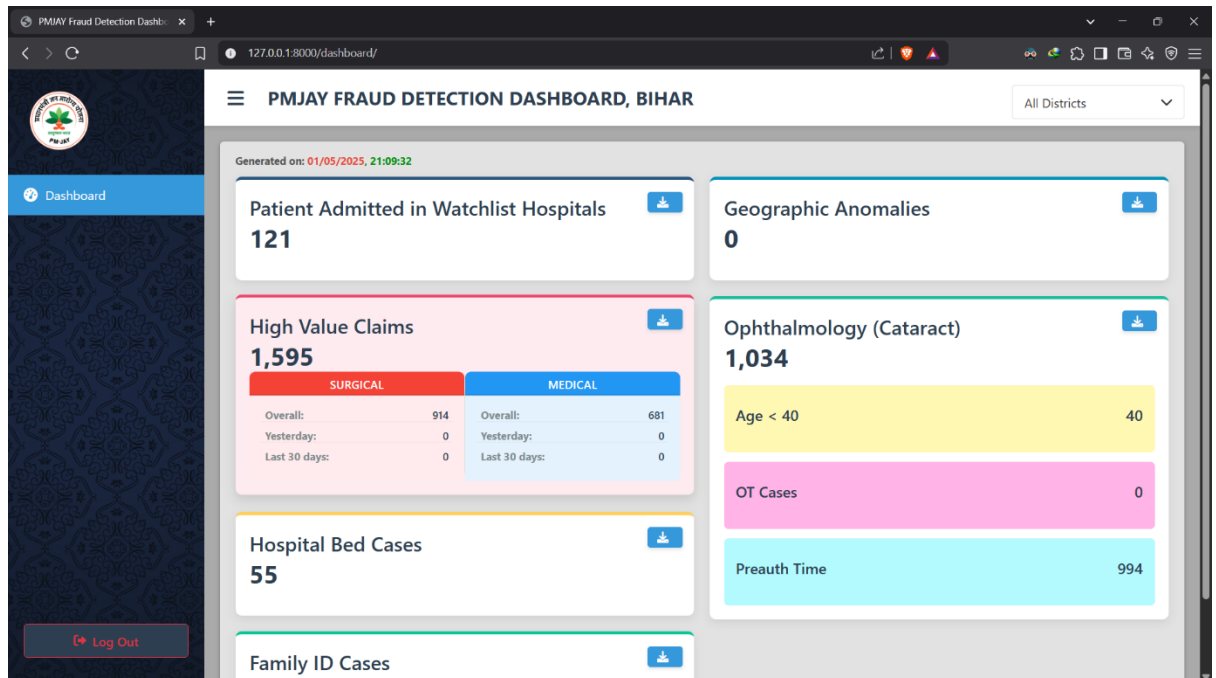 PMJAY Fraud Detection Dashbo
127.0.0.1:8000/dashboard/
PM-JAY
Dashboard
Log Out
PMJAY FRAUD DETECTION DASHBOARD, BIHAR
All Districts
Generated on: 01/05/2025, 21:09:32
Patient Admitted in Watchlist Hospitals
121
Geographic Anomalies
0
High Value Claims
1,595
SURGICAL
Overall: 914
Yesterday: 0
Last 30 days: 0
MEDICAL
Overall: 681
Yesterday: 0
Last 30 days: 0
Ophthalmology (Cataract)
1,034
Age < 40 40
OT Cases 0
Preauth Time 994
Hospital Bed Cases
55
Family ID Cases